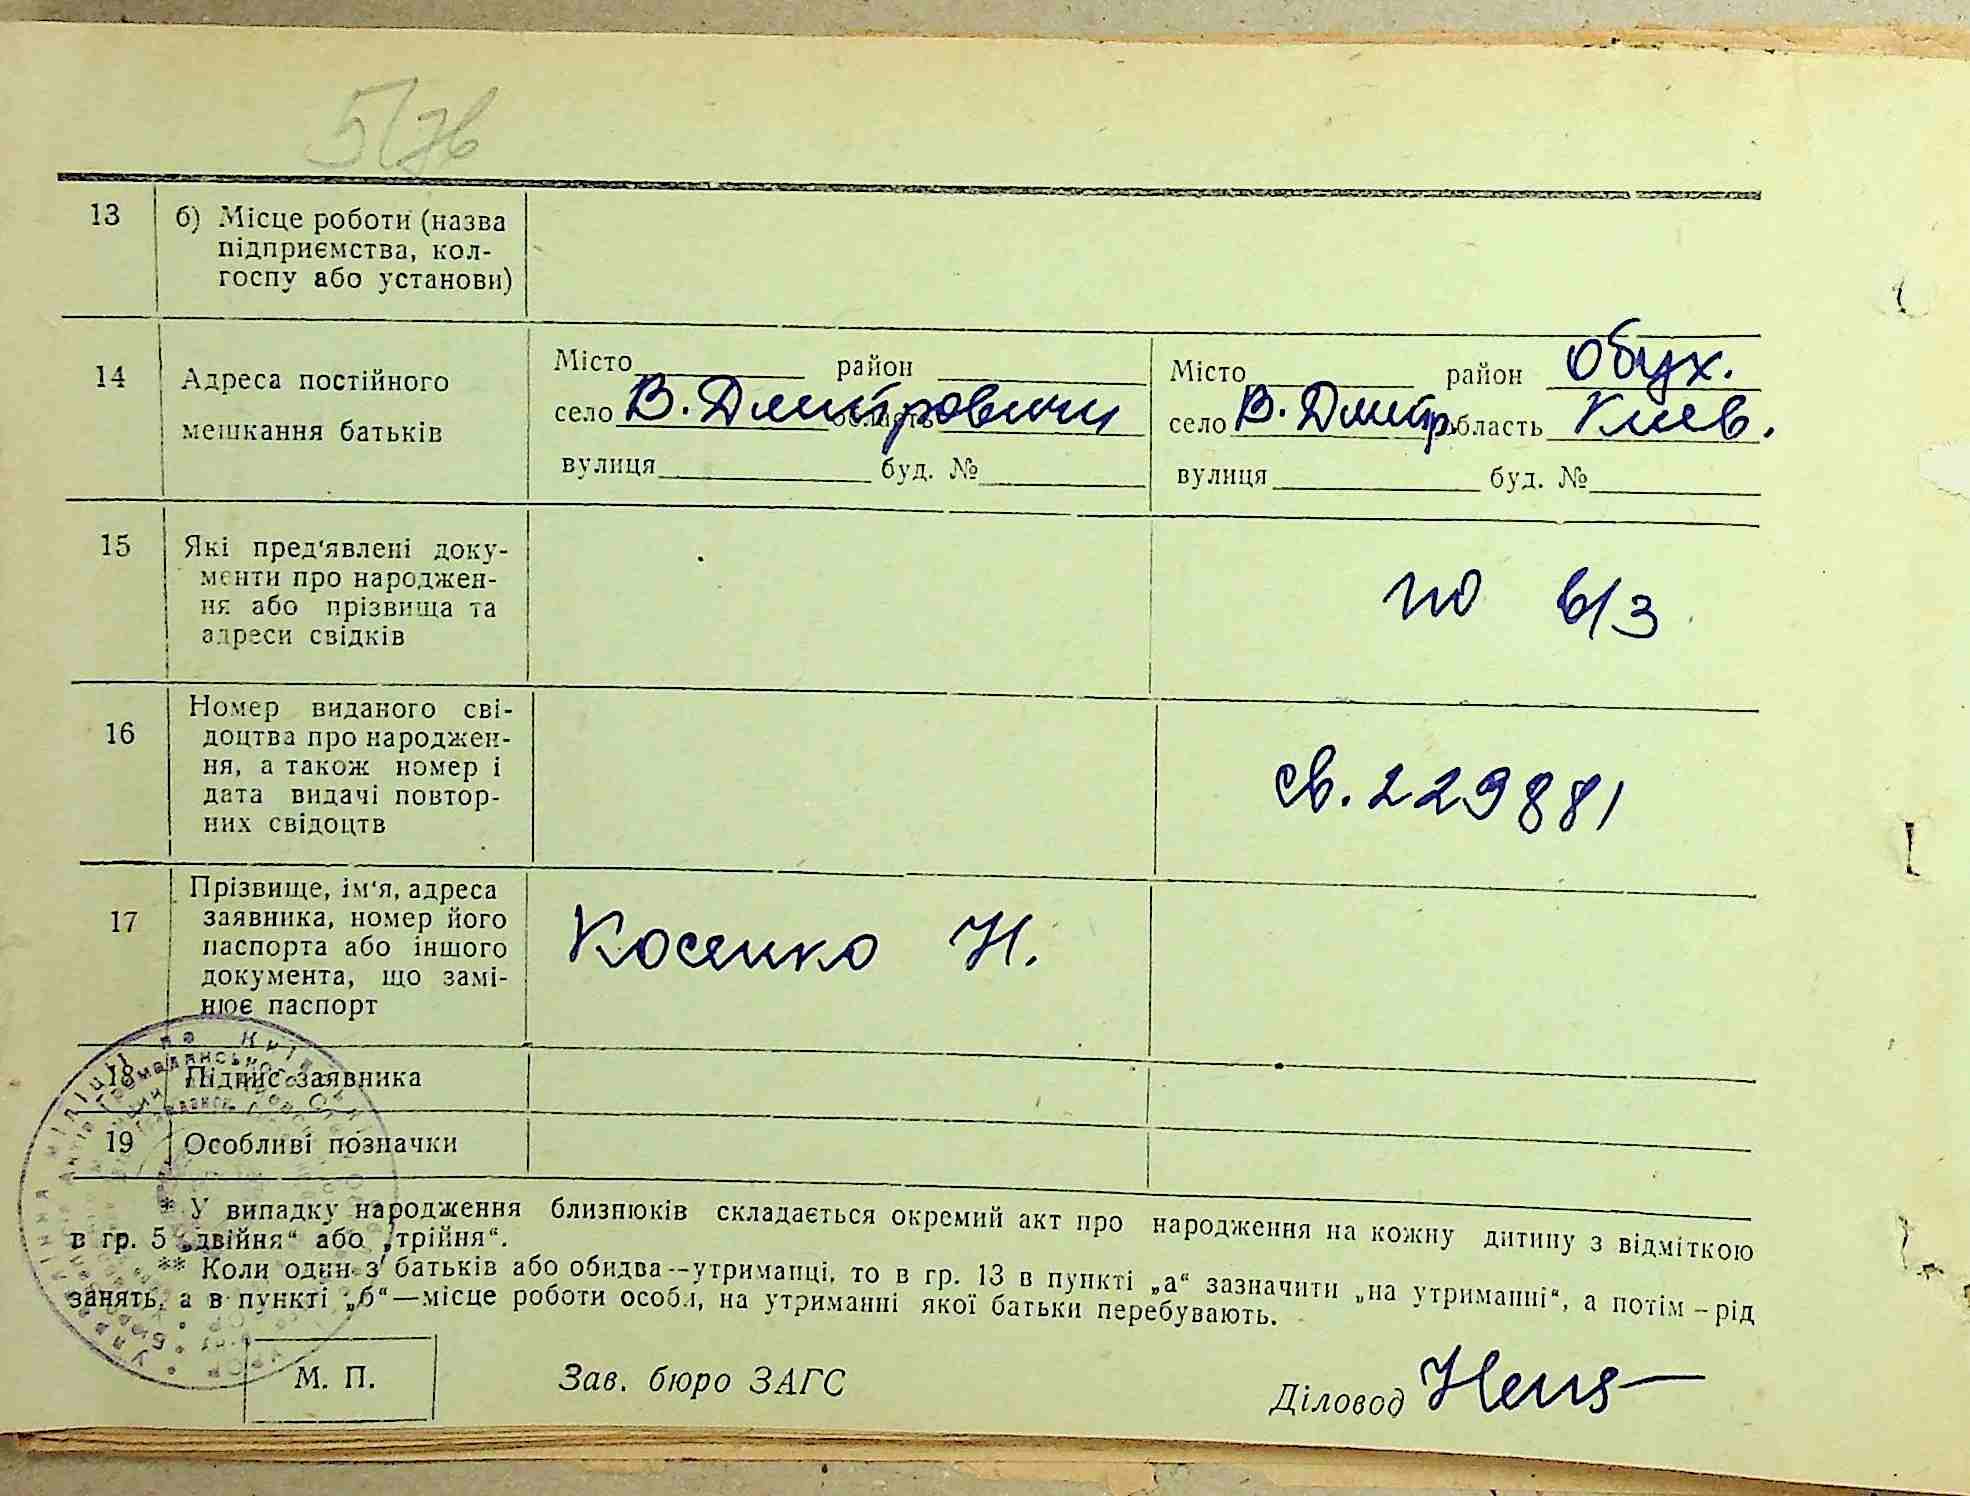 13 б) Місце роботи (назва
підприємства, кол-
госпу або установи)
14 Адреса постійного
мешкання батьків
Місто район
село В. Дмитровичи область
вулиця буд. №
Місто район Обух.
село В. Дмитр. область Киев.
вулиця буд. №
15 Які пред'явлені доку-
менти про народжен-
ня або прізвища та
адреси свідків
по в/з
16 Номер виданого сві-
доцтва про народжен-
ня, а також номер і
дата видачі повтор-
них свідоцтв
св. 229881
17 Прізвище, ім'я, адреса
заявника, номер його
паспорта або іншого
документа, що замі-
нює паспорт
Косенко Н.
18 Підпис заявника
19 Особливі позначки
* У випадку народження близнюків складається окремий акт про народження на кожну дитину з відміткою
в гр. 5 „двійня“ або „трійня“.
** Коли один з батьків або обидва—утриманці, то в гр. 13 в пункті „а“ зазначити „на утриманні“, а потім – рід
занять, а в пункті „б“—місце роботи особи, на утриманні якої батьки перебувають.
М. П. Зав. бюро ЗАГС Діловод